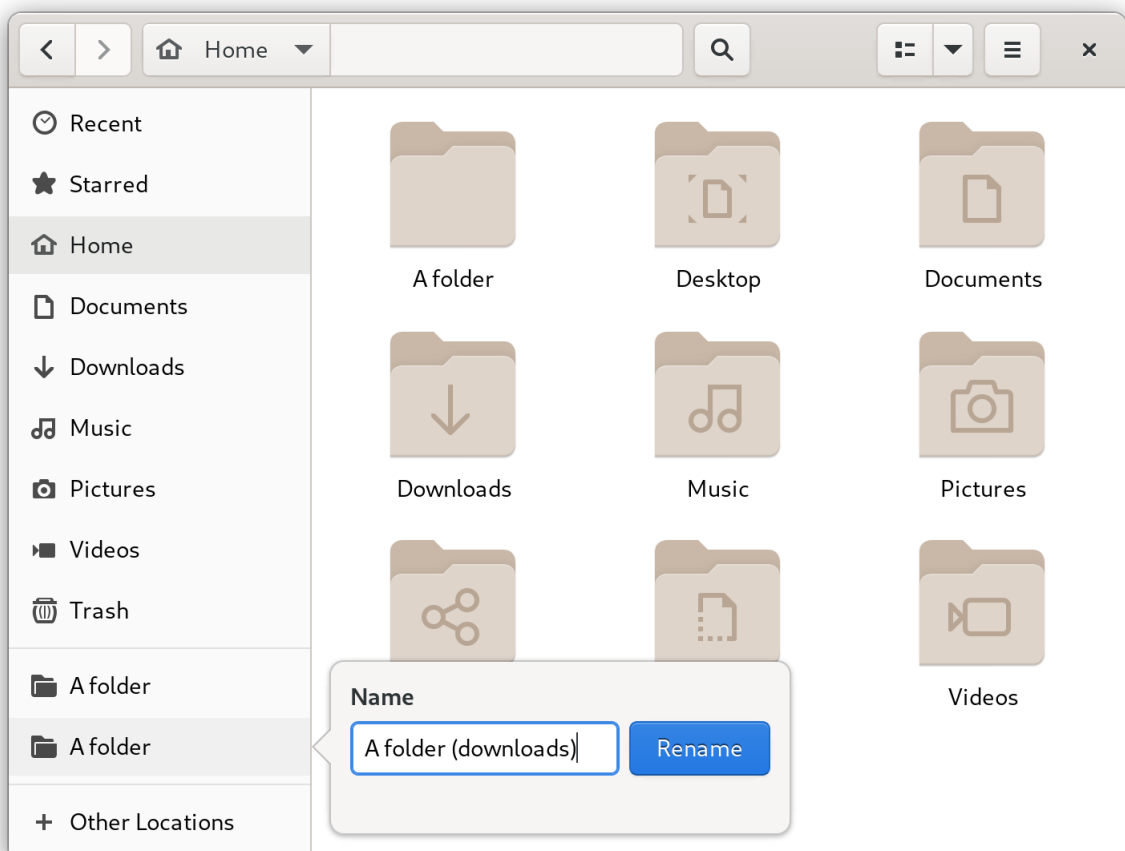 Home
Recent
Starred
Home
Documents
Downloads
Music
Pictures
Videos
Trash
A folder
A folder
Other Locations
A folder
Desktop
Documents
Downloads
Music
Pictures
Videos
Name
A folder (downloads)
Rename